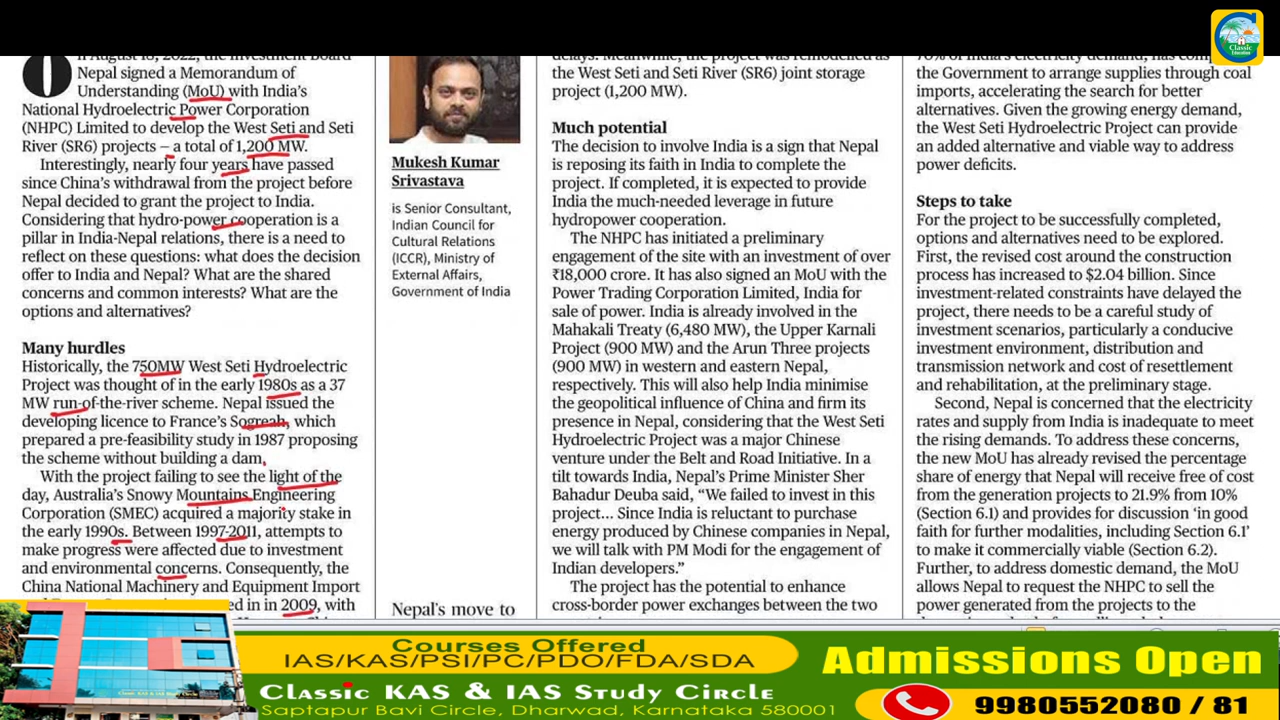 Classic
Education
Nepal signed a Memorandum of
Understanding (MoU) with India's
National Hydroelectric Power Corporation
(NHPC) Limited to develop the West Seti and Seti
River (SR6) projects – a total of 1,200 MW.
Interestingly, nearly four years have passed
since China's withdrawal from the project before
Nepal decided to grant the project to India.
Considering that hydro-power cooperation is a
pillar in India-Nepal relations, there is a need to
reflect on these questions: what does the decision
offer to India and Nepal? What are the shared
concerns and common interests? What are the
options and alternatives?
Many hurdles
Historically, the 750MW West Seti Hydroelectric
Project was thought of in the early 1980s as a 37
MW run-of-the-river scheme. Nepal issued the
developing licence to France's Sogreah, which
prepared a pre-feasibility study in 1987 proposing
the scheme without building a dam.
With the project failing to see the light of the
day, Australia's Snowy Mountains Engineering
Corporation (SMEC) acquired a majority stake in
the early 1990s. Between 1997-2011, attempts to
make progress were affected due to investment
and environmental concerns. Consequently, the
China National Machinery and Equipment Import
ed in in 2009, with
Mukesh Kumar
Srivastava
is Senior Consultant,
Indian Council for
Cultural Relations
(ICCR), Ministry of
External Affairs,
Government of India
Nepal's move to
delays. Meanwhile, the project was remodelled as
the West Seti and Seti River (SR6) joint storage
project (1,200 MW).
Much potential
The decision to involve India is a sign that Nepal
is reposing its faith in India to complete the
project. If completed, it is expected to provide
India the much-needed leverage in future
hydropower cooperation.
The NHPC has initiated a preliminary
engagement of the site with an investment of over
₹18,000 crore. It has also signed an MoU with the
Power Trading Corporation Limited, India for
sale of power. India is already involved in the
Mahakali Treaty (6,480 MW), the Upper Karnali
Project (900 MW) and the Arun Three projects
(900 MW) in western and eastern Nepal,
respectively. This will also help India minimise
the geopolitical influence of China and firm its
presence in Nepal, considering that the West Seti
Hydroelectric Project was a major Chinese
venture under the Belt and Road Initiative. In a
tilt towards India, Nepal's Prime Minister Sher
Bahadur Deuba said, “We failed to invest in this
project... Since India is reluctant to purchase
energy produced by Chinese companies in Nepal,
we will talk with PM Modi for the engagement of
Indian developers.”
The project has the potential to enhance
cross-border power exchanges between the two
the Government to arrange supplies through coal
imports, accelerating the search for better
alternatives. Given the growing energy demand,
the West Seti Hydroelectric Project can provide
an added alternative and viable way to address
power deficits.
Steps to take
For the project to be successfully completed,
options and alternatives need to be explored.
First, the revised cost around the construction
process has increased to $2.04 billion. Since
investment-related constraints have delayed the
project, there needs to be a careful study of
investment scenarios, particularly a conducive
investment environment, distribution and
transmission network and cost of resettlement
and rehabilitation, at the preliminary stage.
Second, Nepal is concerned that the electricity
rates and supply from India is inadequate to meet
the rising demands. To address these concerns,
the new MoU has already revised the percentage
share of energy that Nepal will receive free of cost
from the generation projects to 21.9% from 10%
(Section 6.1) and provides for discussion ‘in good
faith for further modalities, including Section 6.1’
to make it commercially viable (Section 6.2).
Further, to address domestic demand, the MoU
allows Nepal to request the NHPC to sell the
power generated from the projects to the
Courses Offered
IAS/KAS/PSI/PC/PDO/FDA/SDA
Classic KAS & IAS Study Circle
Saptapur Bavi Circle, Dharwad, Karnataka 580001
Admissions Open
9980552080 / 81